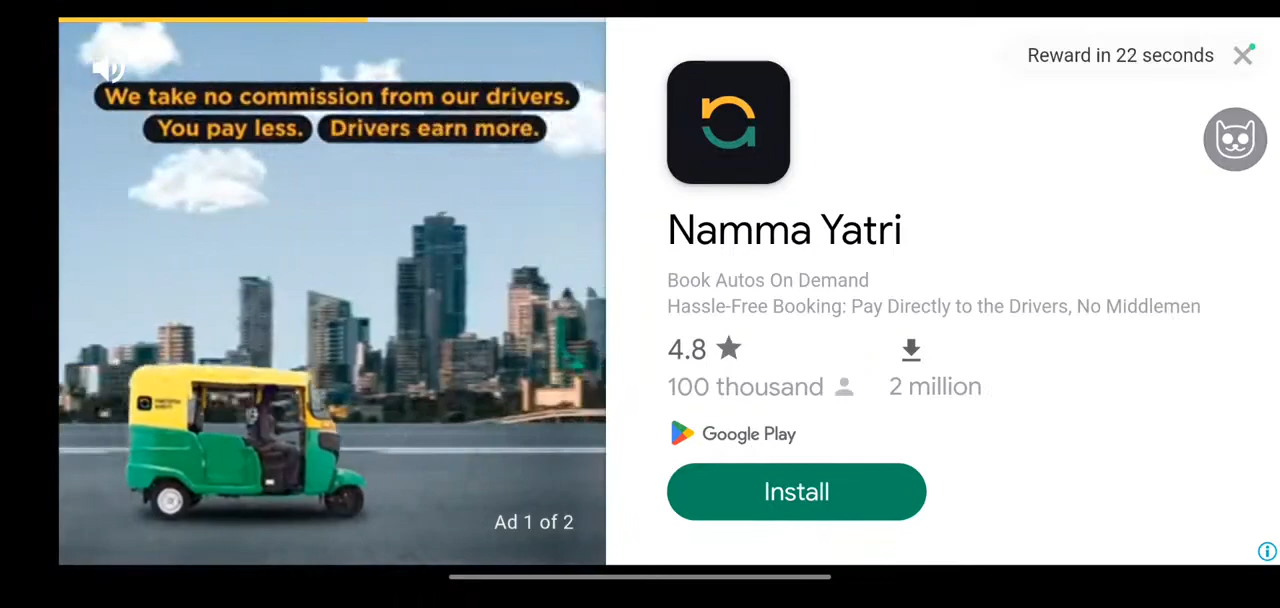 We take no commission from our drivers.
You pay less. Drivers earn more.
Ad 1 of 2
Reward in 22 seconds
Namma Yatri
Book Autos On Demand
Hassle-Free Booking: Pay Directly to the Drivers, No Middlemen
4.8
100 thousand 2 million
Google Play
Install